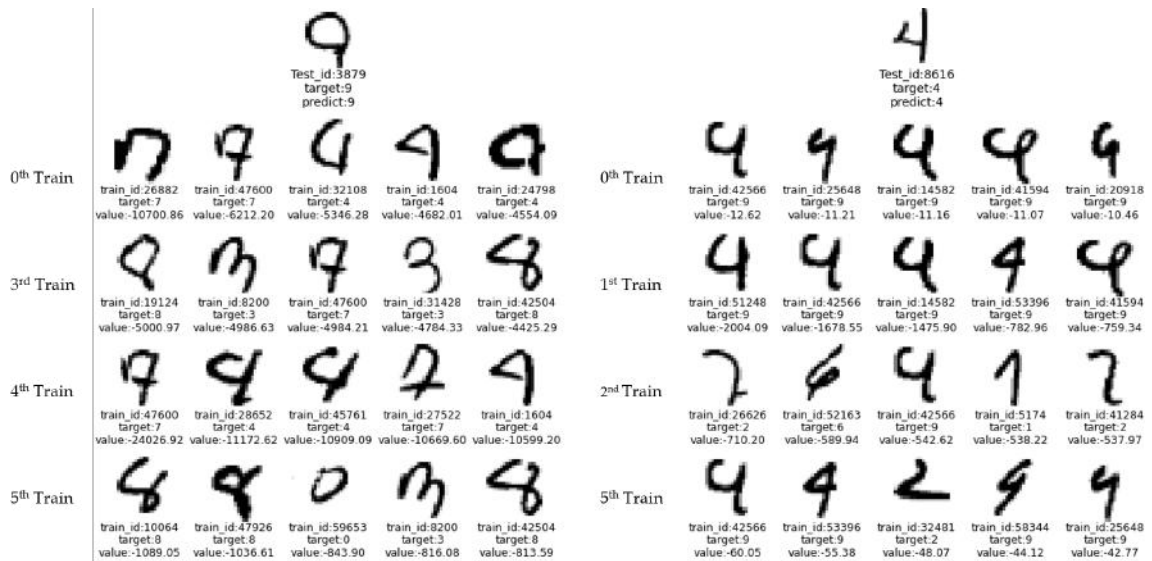 Test_id:3879
target:9
predict:9
0th Train
train_id:26882 train_id:47600 train_id:32108 train_id:1604 train_id:24798
target:7 target:7 target:4 target:4 target:4
value:-10700.86 value:-6212.20 value:-5346.28 value:-4682.01 value:-4554.09
3rd Train
train_id:19124 train_id:8200 train_id:47600 train_id:31428 train_id:42504
target:8 target:3 target:7 target:3 target:8
value:-5000.97 value:-4986.63 value:-4984.21 value:-4784.33 value:-4425.29
4th Train
train_id:47600 train_id:28652 train_id:45761 train_id:27522 train_id:1604
target:7 target:4 target:4 target:7 target:4
value:-24026.92 value:-11172.62 value:-10909.09 value:-10669.60 value:-10599.20
5th Train
train_id:10064 train_id:47926 train_id:59653 train_id:8200 train_id:42504
target:8 target:8 target:0 target:3 target:8
value:-1089.05 value:-1036.61 value:-843.90 value:-816.08 value:-813.59
Test_id:8616
target:4
predict:4
0th Train
train_id:42566 train_id:25648 train_id:14582 train_id:41594 train_id:20918
target:9 target:9 target:9 target:9 target:9
value:-12.62 value:-11.21 value:-11.16 value:-11.07 value:-10.46
1st Train
train_id:51248 train_id:42566 train_id:14582 train_id:53396 train_id:41594
target:9 target:9 target:9 target:9 target:9
value:-2004.09 value:-1678.55 value:-1475.90 value:-782.96 value:-759.34
2nd Train
train_id:26626 train_id:52163 train_id:42566 train_id:5174 train_id:41284
target:2 target:6 target:9 target:1 target:2
value:-710.20 value:-589.94 value:-542.62 value:-538.22 value:-537.97
5th Train
train_id:42566 train_id:53396 train_id:32481 train_id:58344 train_id:25648
target:9 target:9 target:2 target:9 target:9
value:-60.05 value:-55.38 value:-48.07 value:-44.12 value:-42.77